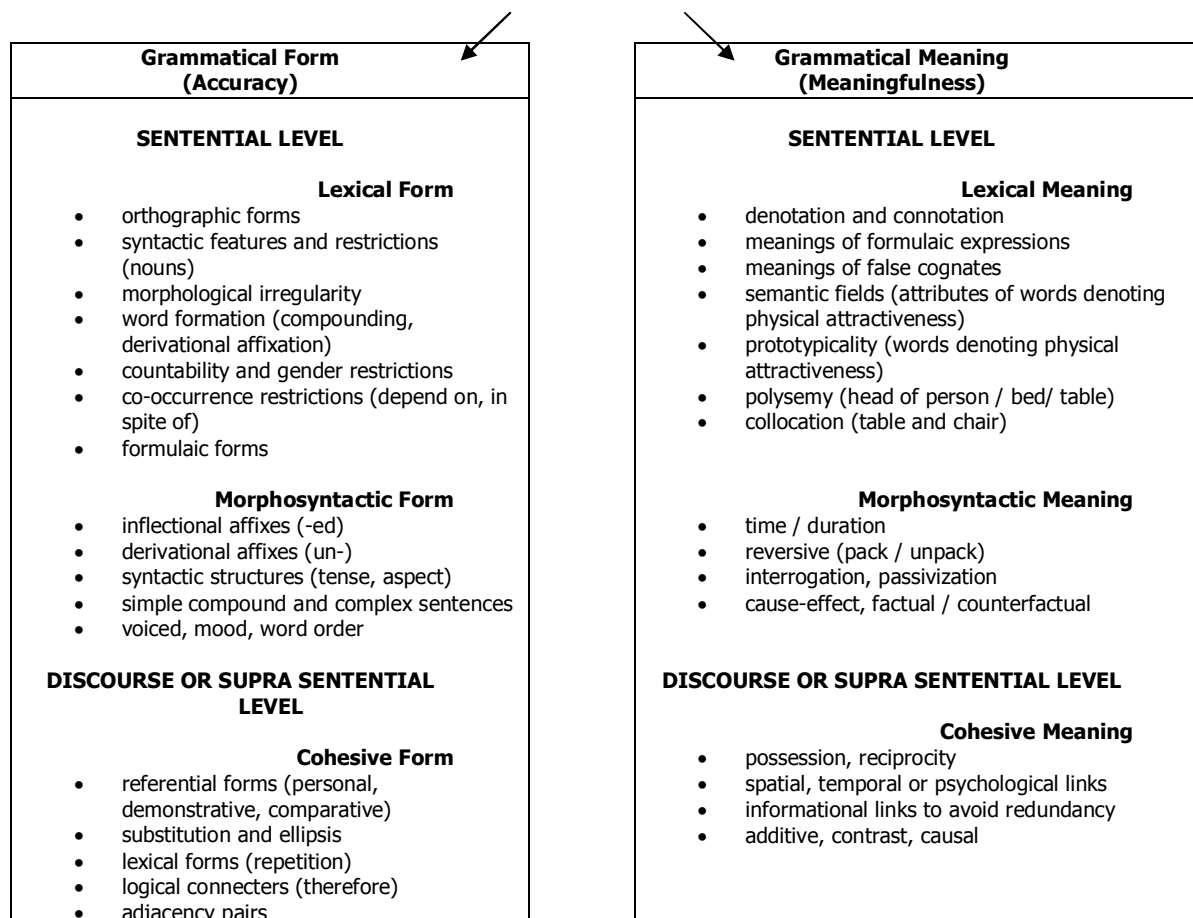 Grammatical Form
(Accuracy)
SENTENTIAL LEVEL
Lexical Form
• orthographic forms
• syntactic features and restrictions
(nouns)
• morphological irregularity
• word formation (compounding,
derivational affixation)
• countability and gender restrictions
• co-occurrence restrictions (depend on, in
spite of)
• formulaic forms
Morphosyntactic Form
• inflectional affixes (-ed)
• derivational affixes (un-)
• syntactic structures (tense, aspect)
• simple compound and complex sentences
• voiced, mood, word order
DISCOURSE OR SUPRA SENTENTIAL
LEVEL
Cohesive Form
• referential forms (personal,
demonstrative, comparative)
• substitution and ellipsis
• lexical forms (repetition)
• logical connecters (therefore)
• adjacency pairs
Grammatical Meaning
(Meaningfulness)
SENTENTIAL LEVEL
Lexical Meaning
• denotation and connotation
• meanings of formulaic expressions
• meanings of false cognates
• semantic fields (attributes of words denoting
physical attractiveness)
• prototypicality (words denoting physical
attractiveness)
• polysemy (head of person / bed/ table)
• collocation (table and chair)
Morphosyntactic Meaning
• time / duration
• reversive (pack / unpack)
• interrogation, passivization
• cause-effect, factual / counterfactual
DISCOURSE OR SUPRA SENTENTIAL LEVEL
Cohesive Meaning
• possession, reciprocity
• spatial, temporal or psychological links
• informational links to avoid redundancy
• additive, contrast, causal